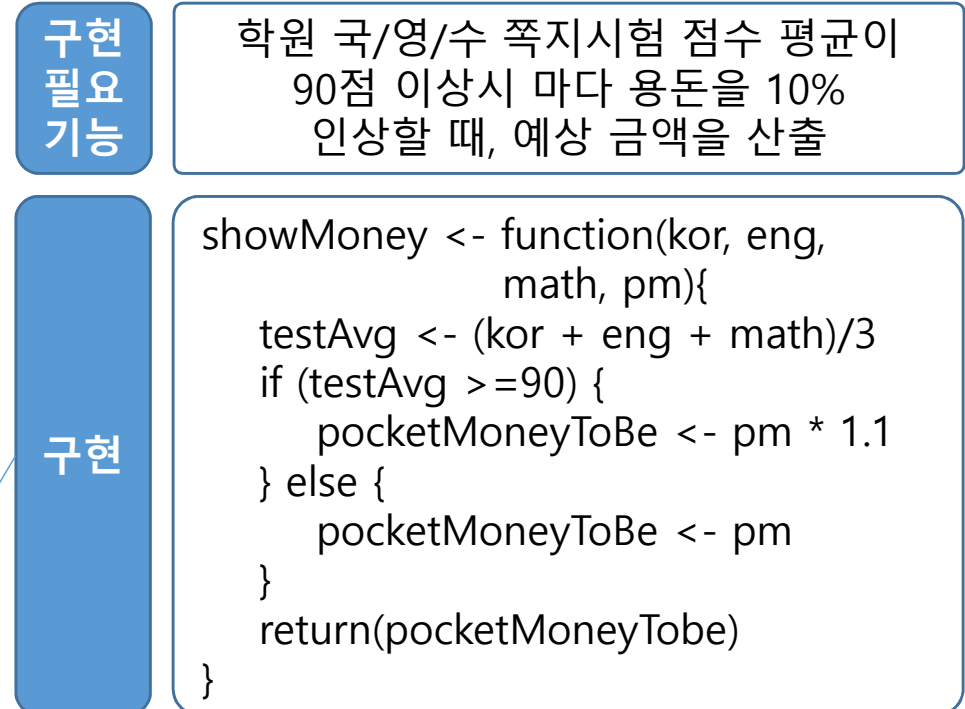 구현
필요
기능
학원 국/영/수 쪽지시험 점수 평균이
90점 이상시 마다 용돈을 10%
인상할 때, 예상 금액을 산출
구현
showMoney <- function(kor, eng,
math, pm){
testAvg <- (kor + eng + math)/3
if (testAvg >=90) {
pocketMoneyToBe <- pm * 1.1
} else {
pocketMoneyToBe <- pm
}
return(pocketMoneyTobe)
}